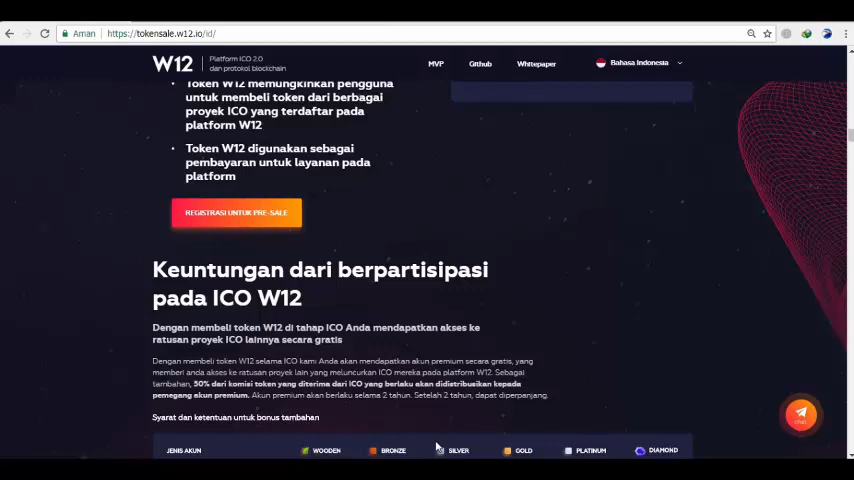 Aman
https://tokensale.w12.io/id/
W12
Platform ICO 2.0
dan protokol blockchain
MVP
Github
Whitepaper
Bahasa Indonesia
Token W12 memungkinkan pengguna
untuk membeli token dari berbagai
proyek ICO yang terdaftar pada
platform W12
Token W12 digunakan sebagai
pembayaran untuk layanan pada
platform
REGISTRASI UNTUK PRE-SALE
Keuntungan dari berpartisipasi
pada ICO W12
Dengan membeli token W12 di tahap ICO Anda mendapatkan akses ke
ratusan proyek ICO lainnya secara gratis
Dengan membeli token W12 selama ICO kami Anda akan mendapatkan akun premium secara gratis, yang
memberi anda akses ke ratusan proyek lain yang meluncurkan ICO mereka pada platform W12. Sebagai
tambahan, 50% dari komisi token yang diterima dari ICO yang berlaku akan didistribusikan kepada
pemegang akun premium. Akun premium akan berlaku selama 2 tahun. Setelah 2 tahun, dapat diperpanjang.
Syarat dan ketentuan untuk bonus tambahan
Chat
JENIS AKUN
WOODEN
BRONZE
SILVER
GOLD
PLATINUM
DIAMOND